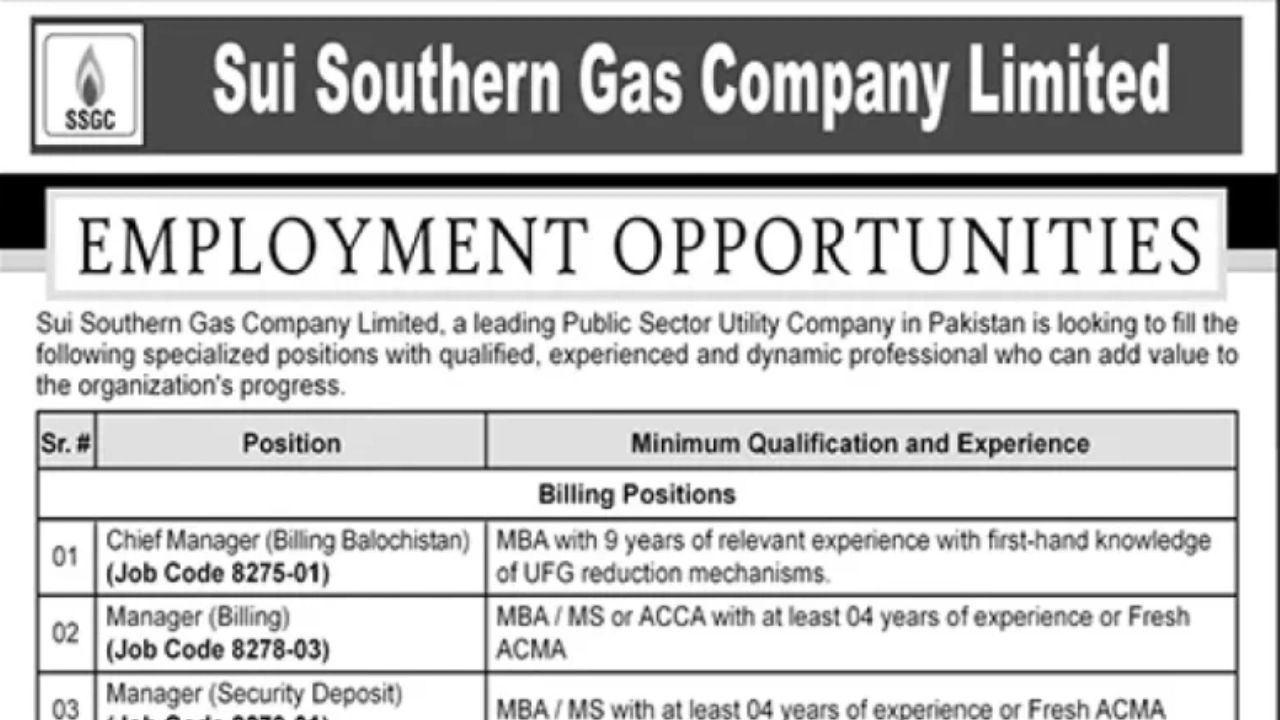 SSGC
Sui Southern Gas Company Limited
EMPLOYMENT OPPORTUNITIES
Sui Southern Gas Company Limited, a leading Public Sector Utility Company in Pakistan is looking to fill the
following specialized positions with qualified, experienced and dynamic professional who can add value to
the organization's progress.
Sr. # Position Minimum Qualification and Experience
Billing Positions
01 Chief Manager (Billing Balochistan) MBA with 9 years of relevant experience with first-hand knowledge
(Job Code 8275-01) of UFG reduction mechanisms.
02 Manager (Billing) MBA / MS or ACCA with at least 04 years of experience or Fresh
(Job Code 8278-03) ACMA
03 Manager (Security Deposit) MBA / MS with at least 04 years of experience or Fresh ACMA